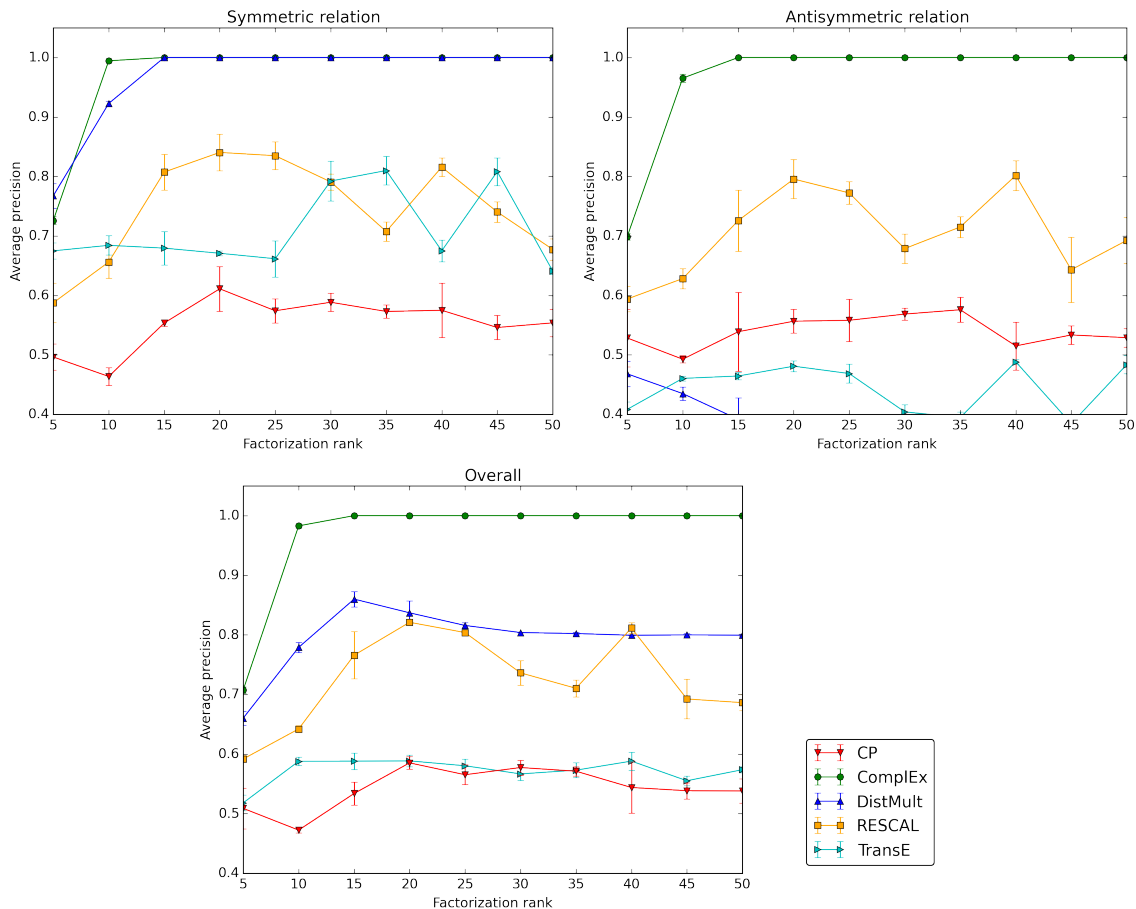 Symmetric relation
1.0
0.9
0.8
0.7
0.6
0.5
0.4
Average precision
5 10 15 20 25 30 35 40 45 50
Factorization rank
Antisymmetric relation
1.0
0.9
0.8
0.7
0.6
0.5
0.4
Average precision
5 10 15 20 25 30 35 40 45 50
Factorization rank
Overall
1.0
0.9
0.8
0.7
0.6
0.5
0.4
Average precision
5 10 15 20 25 30 35 40 45 50
Factorization rank
CP
ComplEx
DistMult
RESCAL
TransE